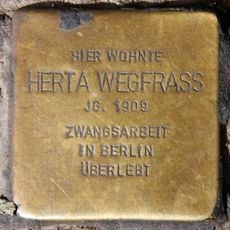 HIER WOHNTE
HERTA WEGFRASS
JG. 1909
ZWANGSARBEIT
IN BERLIN
ÜBERLEBT